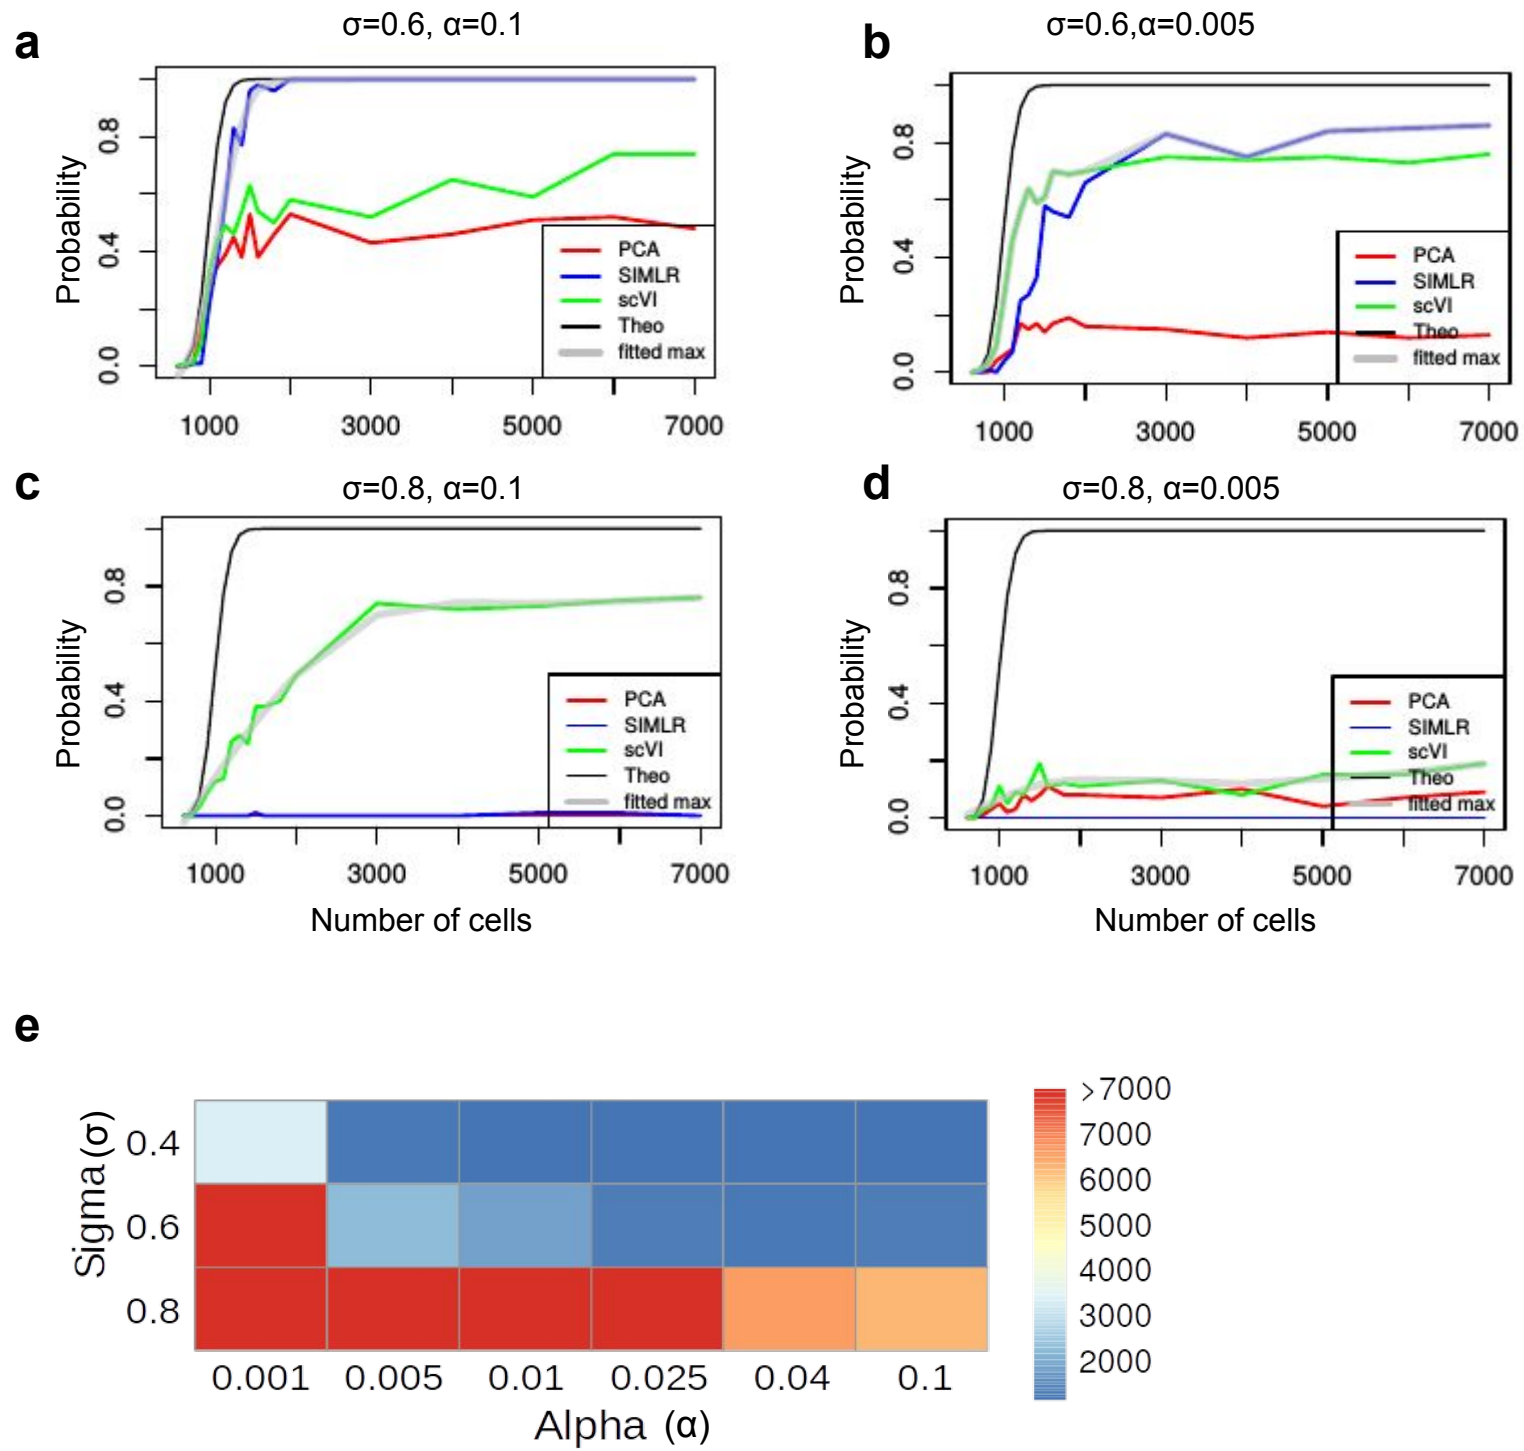 a
σ=0.6, α=0.1
Probability
0.8
0.4
0.0
PCA
SIMLR
scVI
Theo
fitted max
1000 3000 5000 7000
b
σ=0.6,α=0.005
Probability
0.8
0.4
0.0
PCA
SIMLR
scVI
Theo
fitted max
1000 3000 5000 7000
c
σ=0.8, α=0.1
Probability
0.8
0.4
0.0
PCA
SIMLR
scVI
Theo
fitted max
1000 3000 5000 7000
Number of cells
d
σ=0.8, α=0.005
Probability
0.8
0.4
0.0
PCA
SIMLR
scVI
Theo
fitted max
1000 3000 5000 7000
Number of cells
e
Sigma (σ)
0.4
0.6
0.8
0.001 0.005 0.01 0.025 0.04 0.1
Alpha (α)
>7000
7000
6000
5000
4000
3000
2000